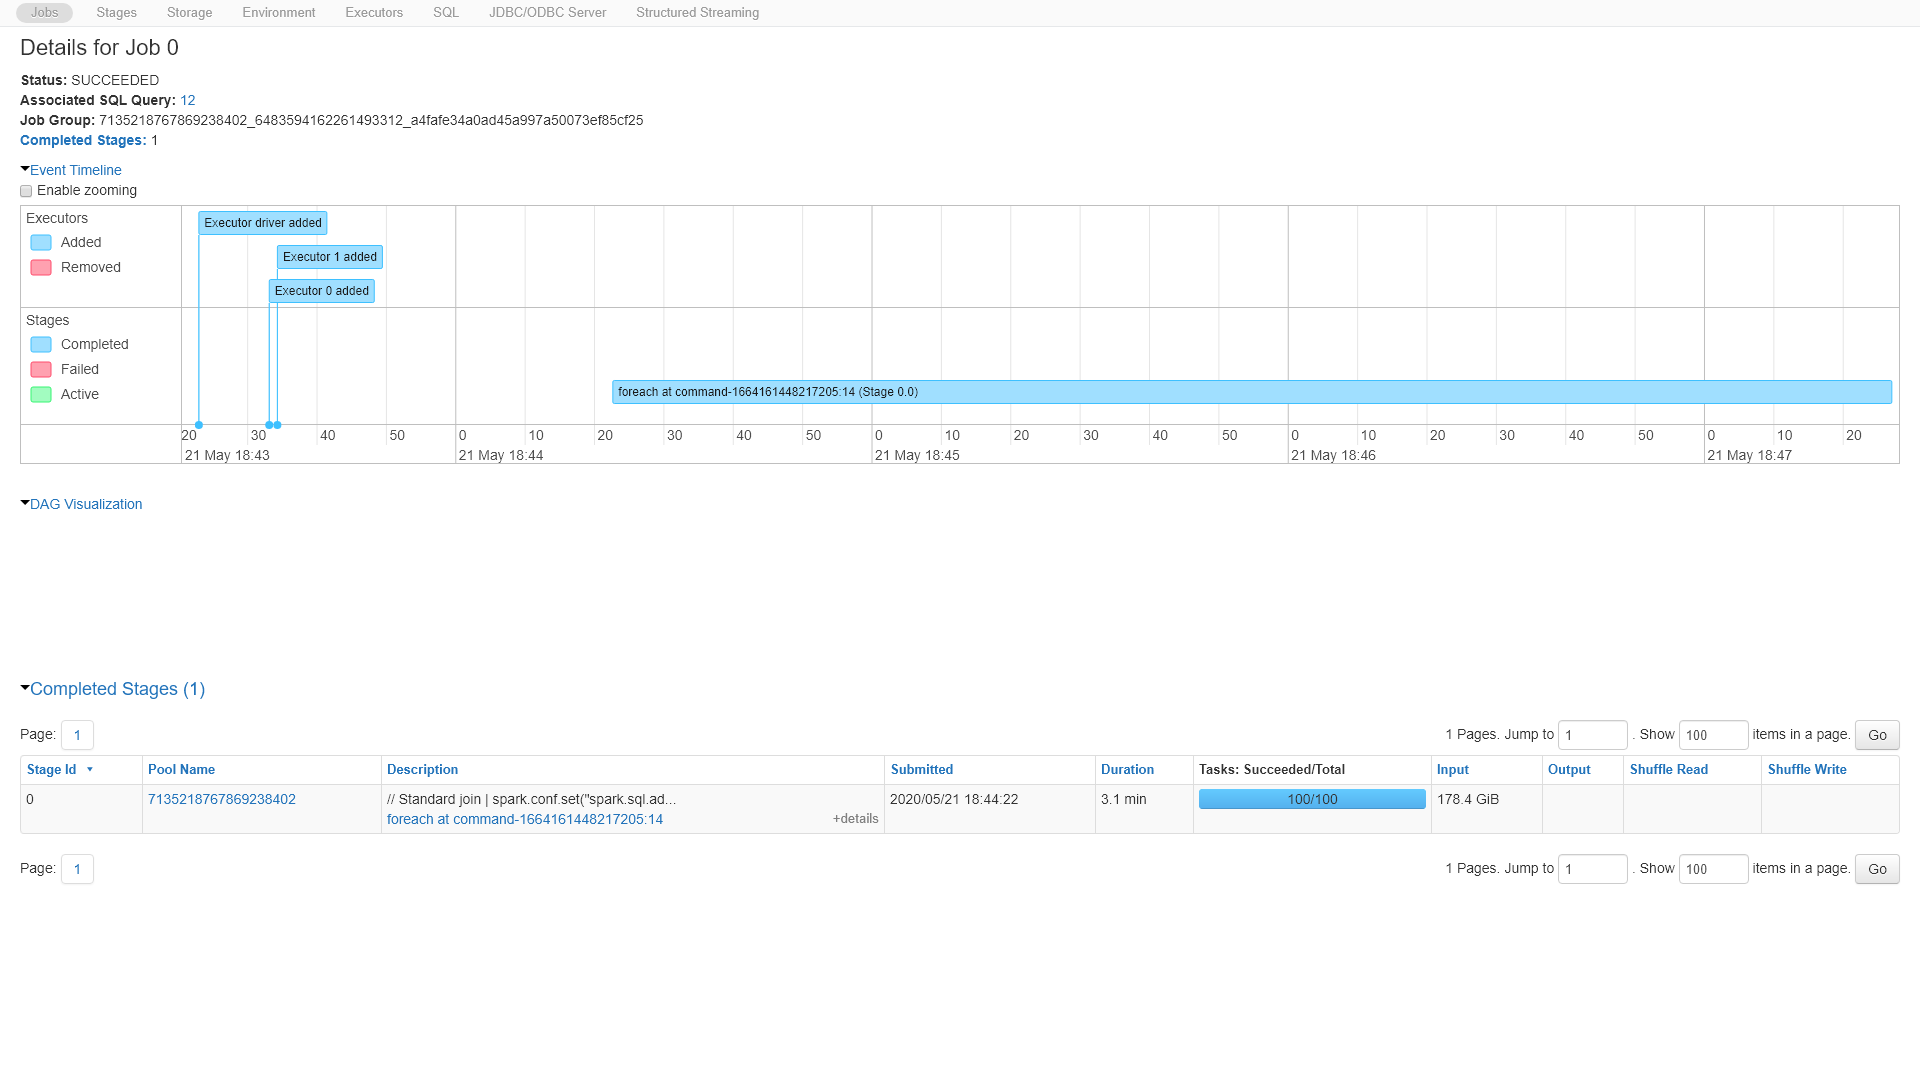 Jobs Stages Storage Environment Executors SQL JDBC/ODBC Server Structured Streaming
Details for Job 0
Status: SUCCEEDED
Associated SQL Query: 12
Job Group: 7135218767869238402_6483594162261493312_a4fafe34a0ad45a997a50073ef85cf25
Completed Stages: 1
Event Timeline
Enable zooming
Executors
Added
Removed
Executor driver added
Executor 1 added
Executor 0 added
Stages
Completed
Failed
Active
foreach at command-1664161448217205:14 (Stage 0.0)
20 30 40 50 0 10 20 30 40 50 0 10 20 30 40 50 0 10 20 30 40 50 0 10 20
21 May 18:43 21 May 18:44 21 May 18:45 21 May 18:46 21 May 18:47
DAG Visualization
Completed Stages (1)
Page: 1 1 Pages. Jump to 1 . Show 100 items in a page. Go
Stage Id Pool Name Description Submitted Duration Tasks: Succeeded/Total Input Output Shuffle Read Shuffle Write
0 7135218767869238402 // Standard join | spark.conf.set("spark.sql.ad... 2020/05/21 18:44:22 3.1 min 100/100 178.4 GiB
foreach at command-1664161448217205:14 +details
Page: 1 1 Pages. Jump to 1 . Show 100 items in a page. Go